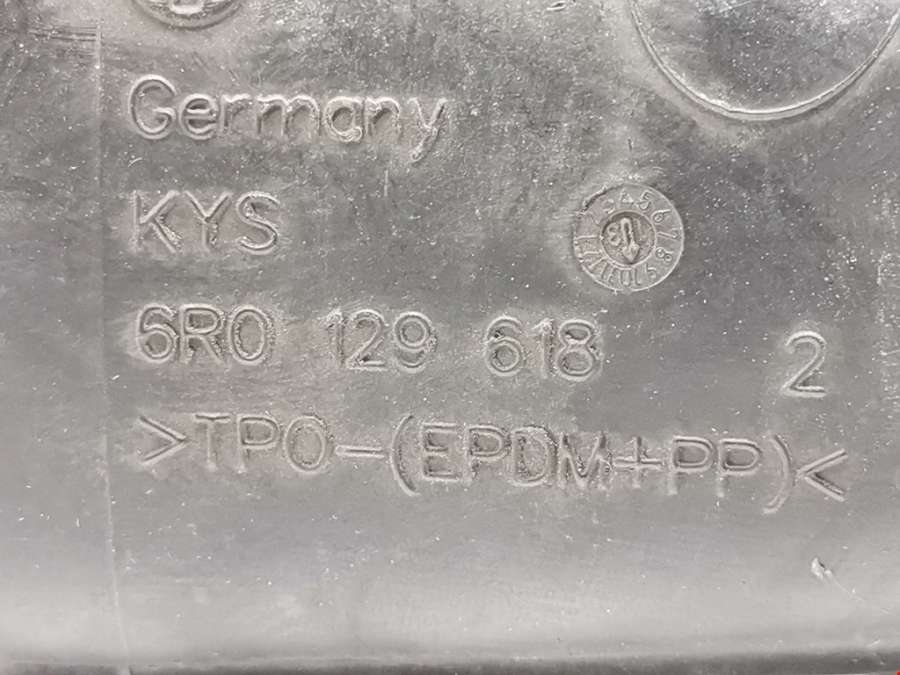 Germany
KYS
6R0 129 618 2
>TPO-(EPDM+PP)<